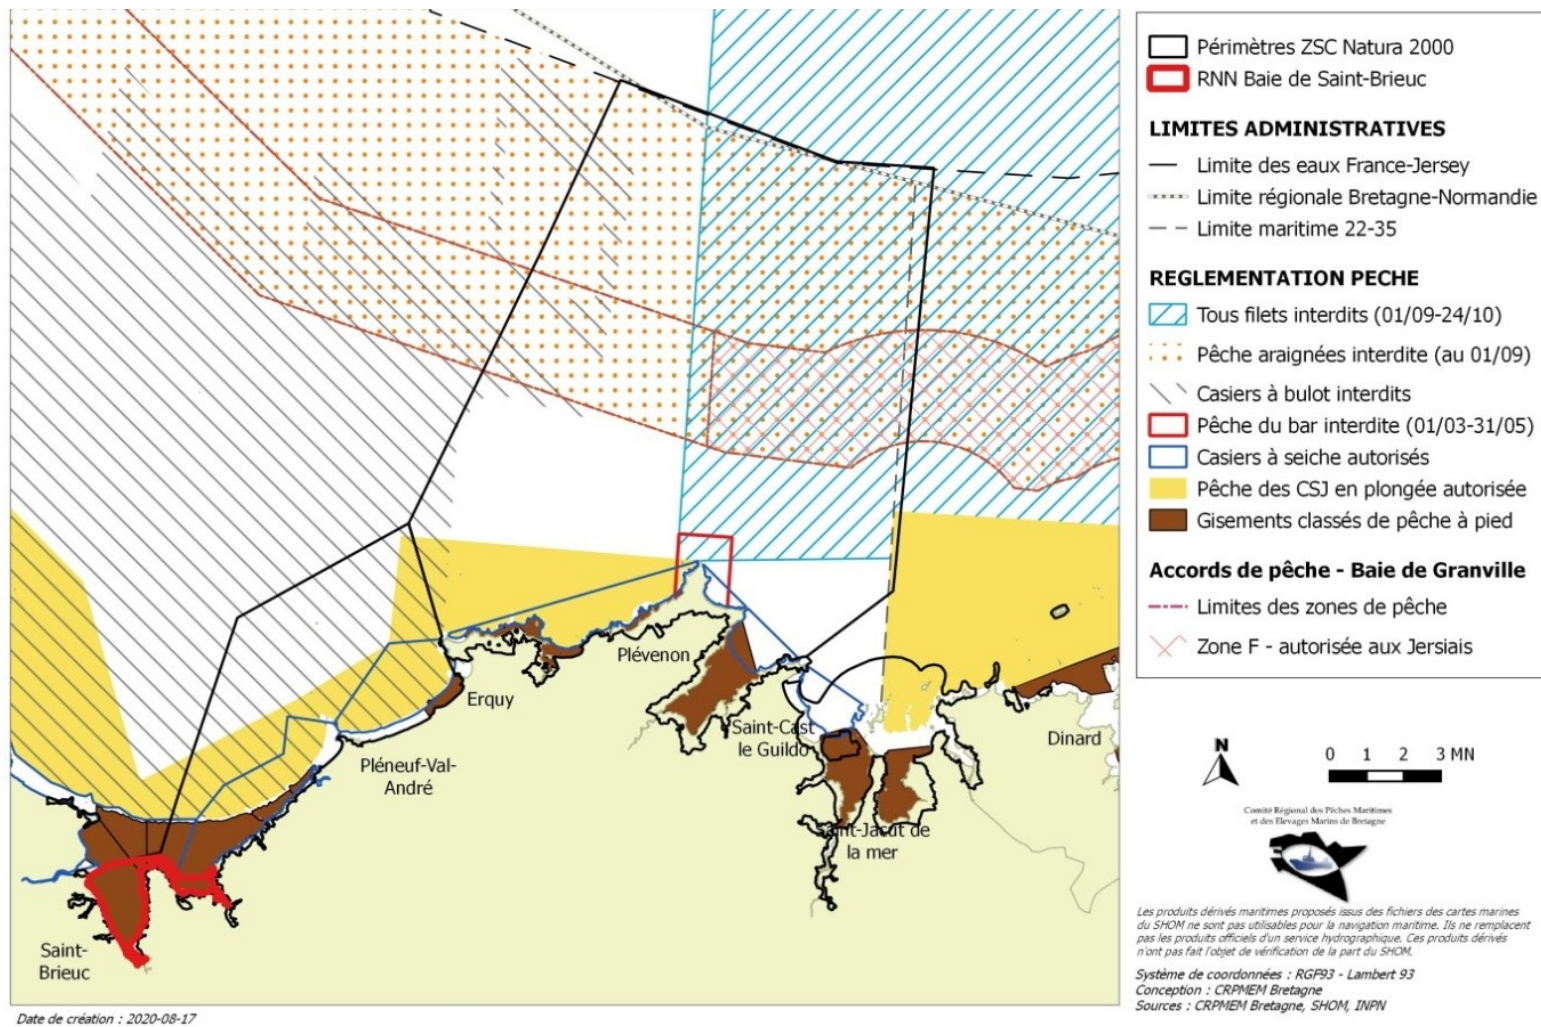 Périmètres ZSC Natura 2000
RNN Baie de Saint-Brieuc
LIMITES ADMINISTRATIVES
Limite des eaux France-Jersey
Limite régionale Bretagne-Normandie
Limite maritime 22-35
REGLEMENTATION PECHE
Tous filets interdits (01/09-24/10)
Pêche araignées interdite (au 01/09)
Casiers à bulot interdits
Pêche du bar interdite (01/03-31/05)
Casiers à seiche autorisés
Pêche des CSJ en plongée autorisée
Gisements classés de pêche à pied
Accords de pêche - Baie de Granville
Limites des zones de pêche
Zone F - autorisée aux Jersiais
Plévenon
Erquy
Saint-Cast
le Guildo
Dinard
Pléneuf-Val-
André
Saint-Jacut de
la mer
Saint-
Brieuc
N
0 1 2 3 MN
Comité Régional des Pêches Maritimes
et des Elevages Marins de Bretagne
Les produits dérivés maritimes proposés issus des fichiers des cartes marines
du SHOM ne sont pas utilisables pour la navigation maritime. Ils ne remplacent
pas les produits officiels d'un service hydrographique. Ces produits dérivés
n'ont pas fait l'objet de vérification de la part du SHOM.
Système de coordonnées : RGF93 - Lambert 93
Conception : CRPMEM Bretagne
Sources : CRPMEM Bretagne, SHOM, INPN
Date de création : 2020-08-17